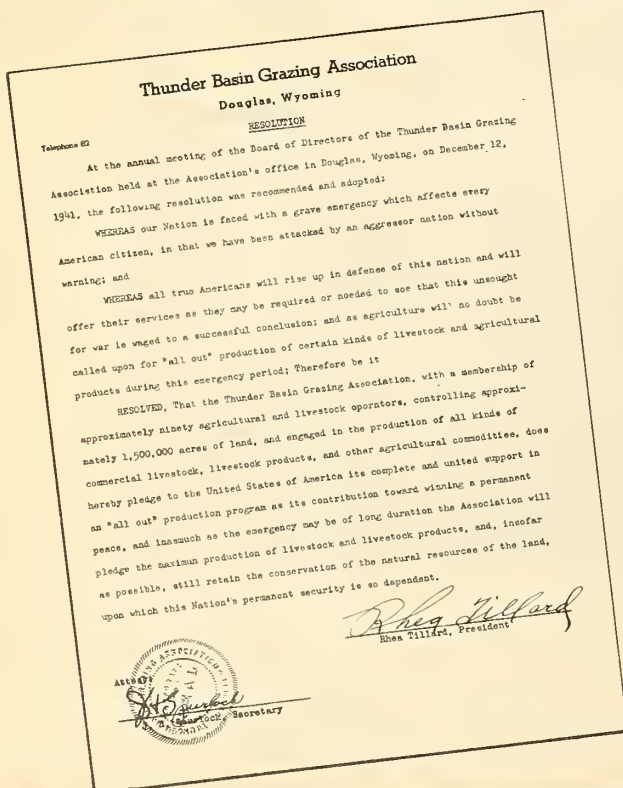 Thunder Basin Grazing Association
Douglas, Wyoming
RESOLUTION
Telephone 82
At the annual meeting of the Board of Directors of the Thunder Basin Grazing
Association held at the Association's office in Douglas, Wyoming, on December 12,
1941, the following resolution was recommended and adopted:
WHEREAS our Nation is faced with a grave emergency which affects every
American citizen, in that we have been attacked by an aggressor nation without
warning; and
WHEREAS all true Americans will rise up in defense of this nation and will
offer their services as they may be required or needed to see that this unsought
for war is waged to a successful conclusion; and as agriculture will no doubt be
called upon for "all out" production of certain kinds of livestock and agricultural
products during this emergency period; Therefore be it
RESOLVED, That the Thunder Basin Grazing Association, with a membership of
approximately ninety agricultural and livestock operators, controlling approxi-
mately 1,500,000 acres of land, and engaged in the production of all kinds of
commercial livestock, livestock products, and other agricultural commodities, does
hereby pledge to the United States of America its complete and united support in
an "all out" production program as its contribution toward winning a permanent
peace, and inasmuch as the emergency may be of long duration the Association will
pledge the maximum production of livestock and livestock products, and, insofar
as possible, still retain the conservation of the natural resources of the land,
upon which this Nation's permanent security is so dependent.
Rhea Tillard
Rhea Tillard, President
Attest:
Spurlock
Spurlock, Secretary